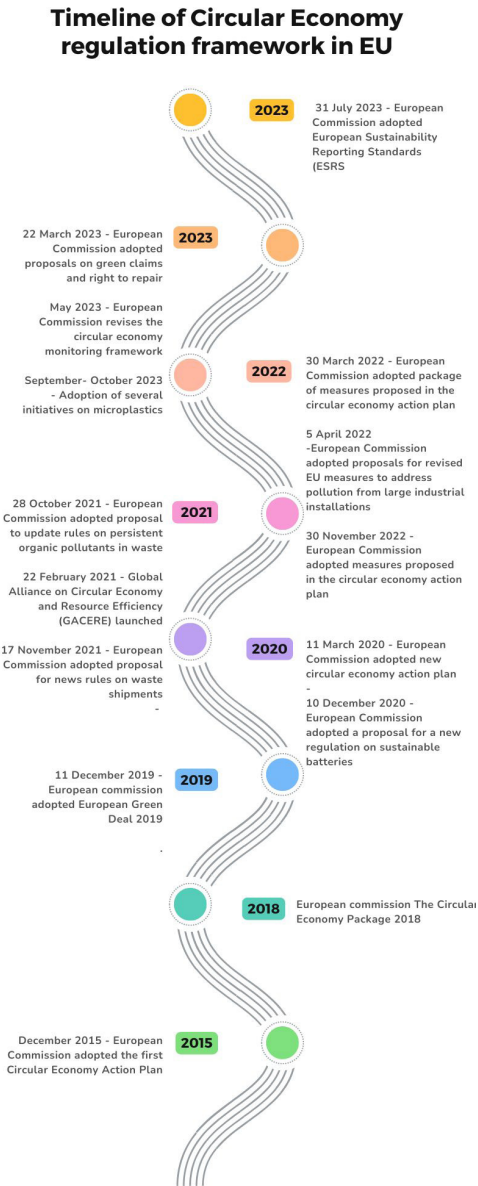 Timeline of Circular Economy
regulation framework in EU
2023
31 July 2023 - European
Commission adopted
European Sustainability
Reporting Standards
(ESRS
2023
22 March 2023 - European
Commission adopted
proposals on green claims
and right to repair
May 2023 - European
Commission revises the
circular economy
monitoring framework
September- October 2023
- Adoption of several
initiatives on microplastics
2022
30 March 2022 - European
Commission adopted package
of measures proposed in the
circular economy action plan
5 April 2022
-European Commission
adopted proposals for revised
EU measures to address
pollution from large industrial
installations
30 November 2022 -
European Commission
adopted measures proposed
in the circular economy action
plan
2021
28 October 2021 - European
Commission adopted proposal
to update rules on persistent
organic pollutants in waste
22 February 2021 - Global
Alliance on Circular Economy
and Resource Efficiency
(GACERE) launched
17 November 2021 - European
Commission adopted proposal
for news rules on waste
shipments
-
2020
11 March 2020 - European
Commission adopted new
circular economy action plan
-
10 December 2020 -
European Commission
adopted a proposal for a new
regulation on sustainable
batteries
2019
11 December 2019 -
European commission
adopted European Green
Deal 2019
.
2018
European commission The Circular
Economy Package 2018
2015
December 2015 - European
Commission adopted the first
Circular Economy Action Plan